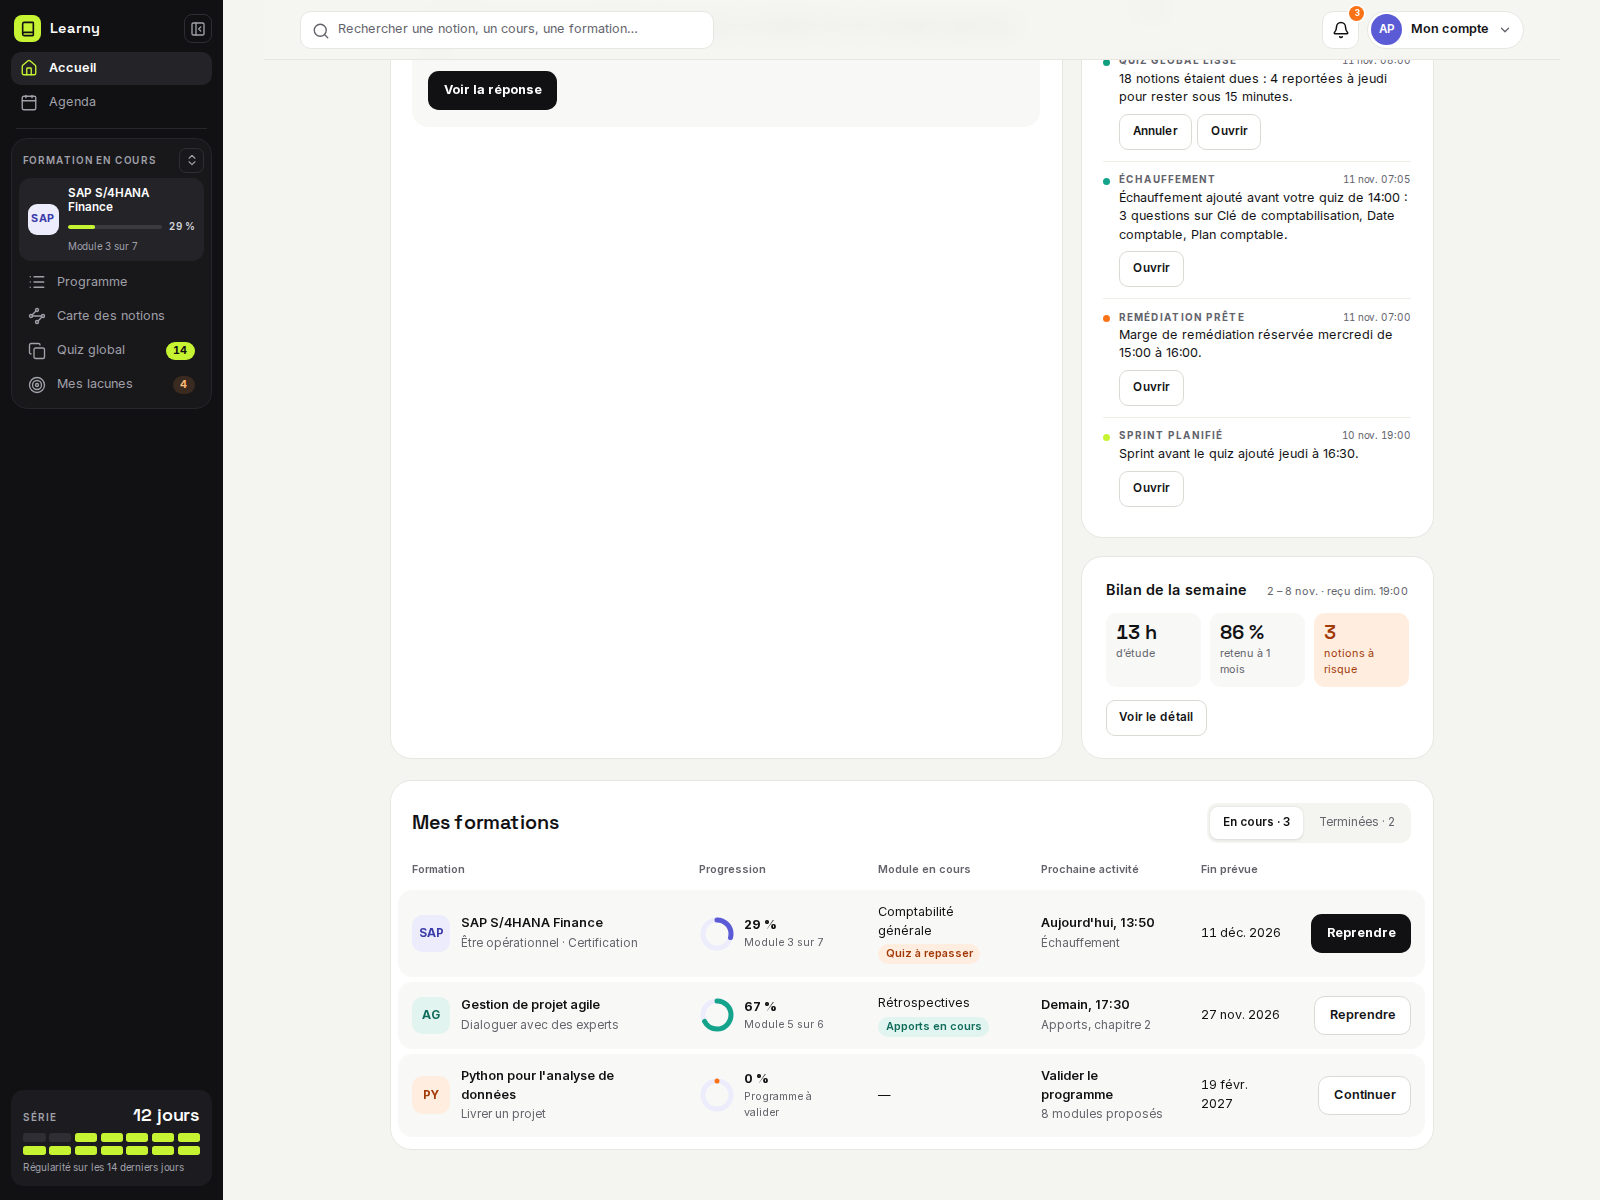 Learny
Accueil
Agenda
FORMATION EN COURS
SAP
SAP S/4HANA
Finance
29 %
Module 3 sur 7
Programme
Carte des notions
Quiz global
14
Mes lacunes
4
SÉRIE
12 jours
Régularité sur les 14 derniers jours
Rechercher une notion, un cours, une formation...
3
AP
Mon compte
Voir la réponse
QUIZ GLOBAL LISSÉ
11 nov. 08:00
18 notions étaient dues : 4 reportées à jeudi
pour rester sous 15 minutes.
Annuler
Ouvrir
ÉCHAUFFEMENT
11 nov. 07:05
Échauffement ajouté avant votre quiz de 14:00 :
3 questions sur Clé de comptabilisation, Date
comptable, Plan comptable.
Ouvrir
REMÉDIATION PRÊTE
11 nov. 07:00
Marge de remédiation réservée mercredi de
15:00 à 16:00.
Ouvrir
SPRINT PLANIFIÉ
10 nov. 19:00
Sprint avant le quiz ajouté jeudi à 16:30.
Ouvrir
Bilan de la semaine
2 – 8 nov. · reçu dim. 19:00
13 h
d'étude
86 %
retenu à 1
mois
3
notions à
risque
Voir le détail
Mes formations
En cours · 3
Terminées · 2
Formation
Progression
Module en cours
Prochaine activité
Fin prévue
SAP
SAP S/4HANA Finance
Être opérationnel · Certification
29 %
Module 3 sur 7
Comptabilité
générale
Quiz à repasser
Aujourd'hui, 13:50
Échauffement
11 déc. 2026
Reprendre
AG
Gestion de projet agile
Dialoguer avec des experts
67 %
Module 5 sur 6
Rétrospectives
Apports en cours
Demain, 17:30
Apports, chapitre 2
27 nov. 2026
Reprendre
PY
Python pour l'analyse de
données
Livrer un projet
0 %
Programme à
valider
—
Valider le
programme
8 modules proposés
19 févr.
2027
Continuer